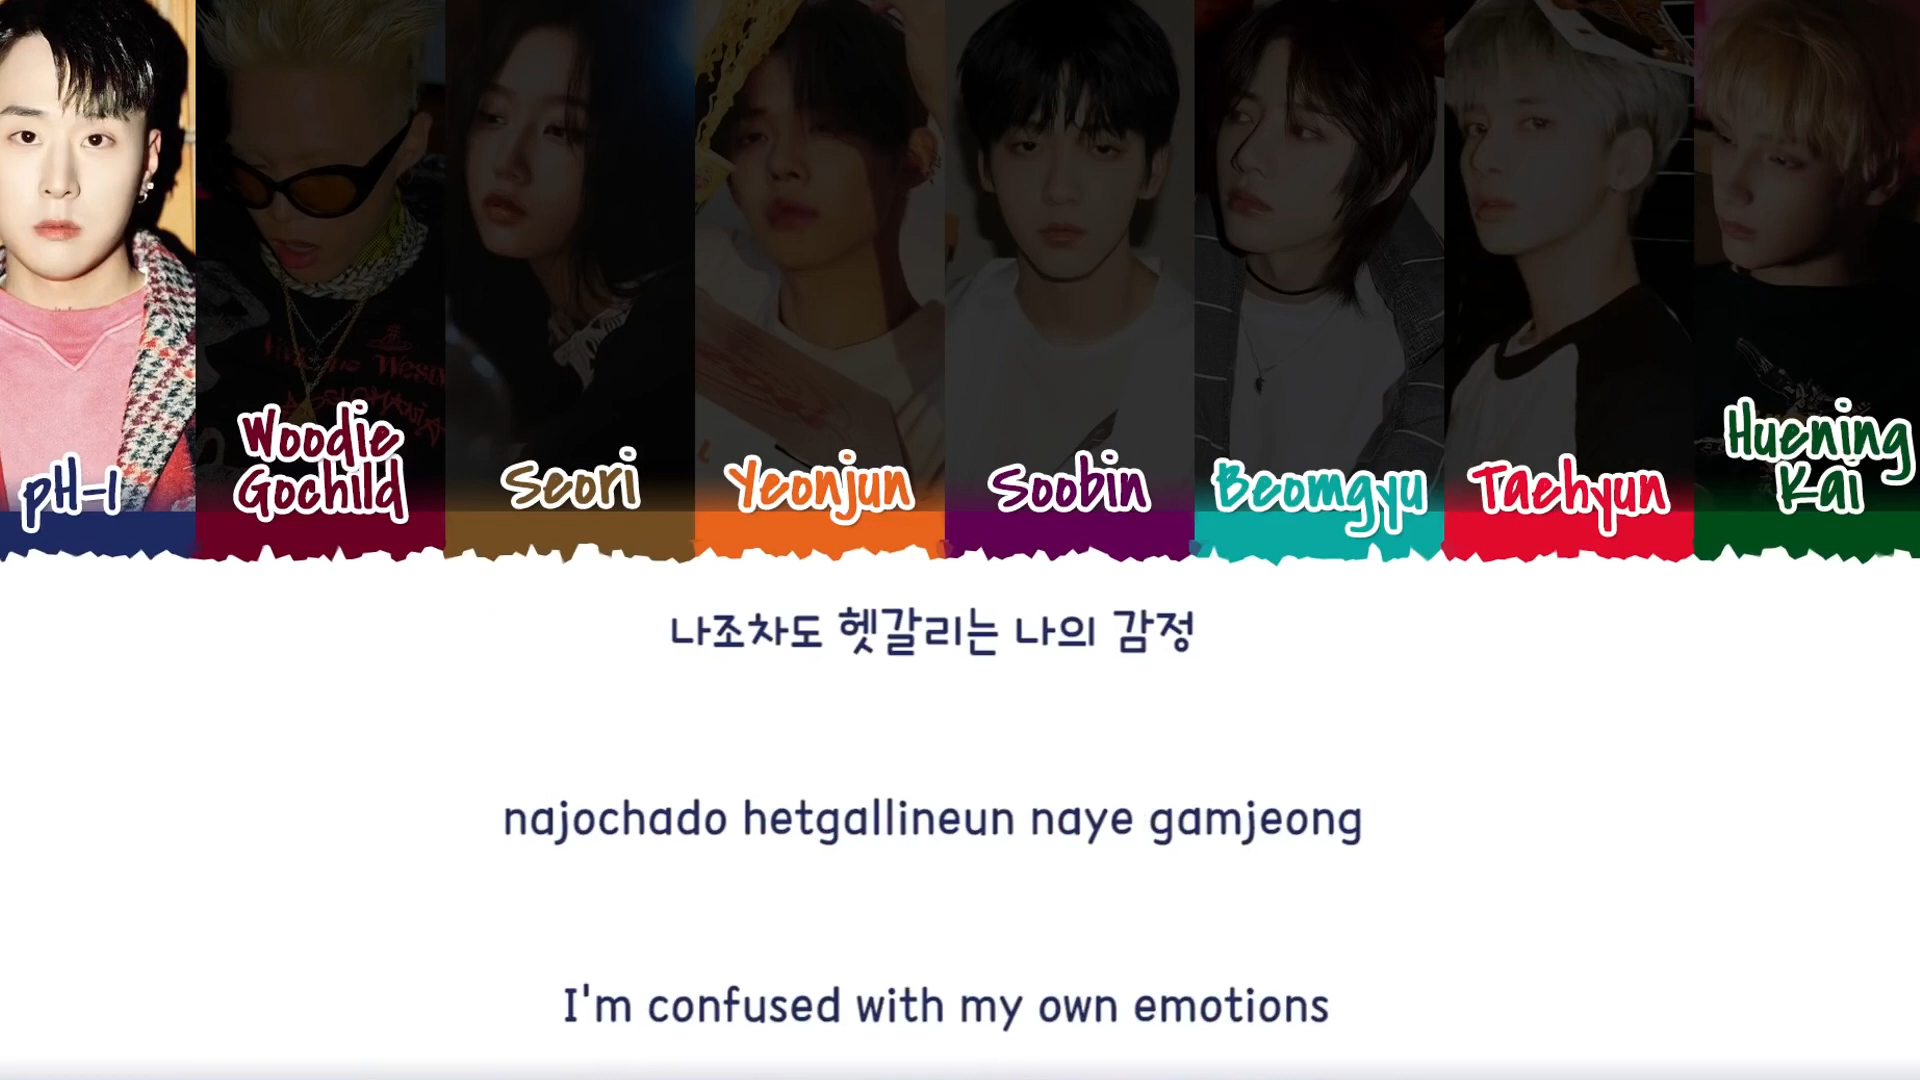 pH-1
Woodie
Gochild
Seori
Yeonjun
Soobin
Beomgyu
Taehyun
Huening
Kai
나조차도 헷갈리는 나의 감정
najochado hetgallineun naye gamjeong
I'm confused with my own emotions